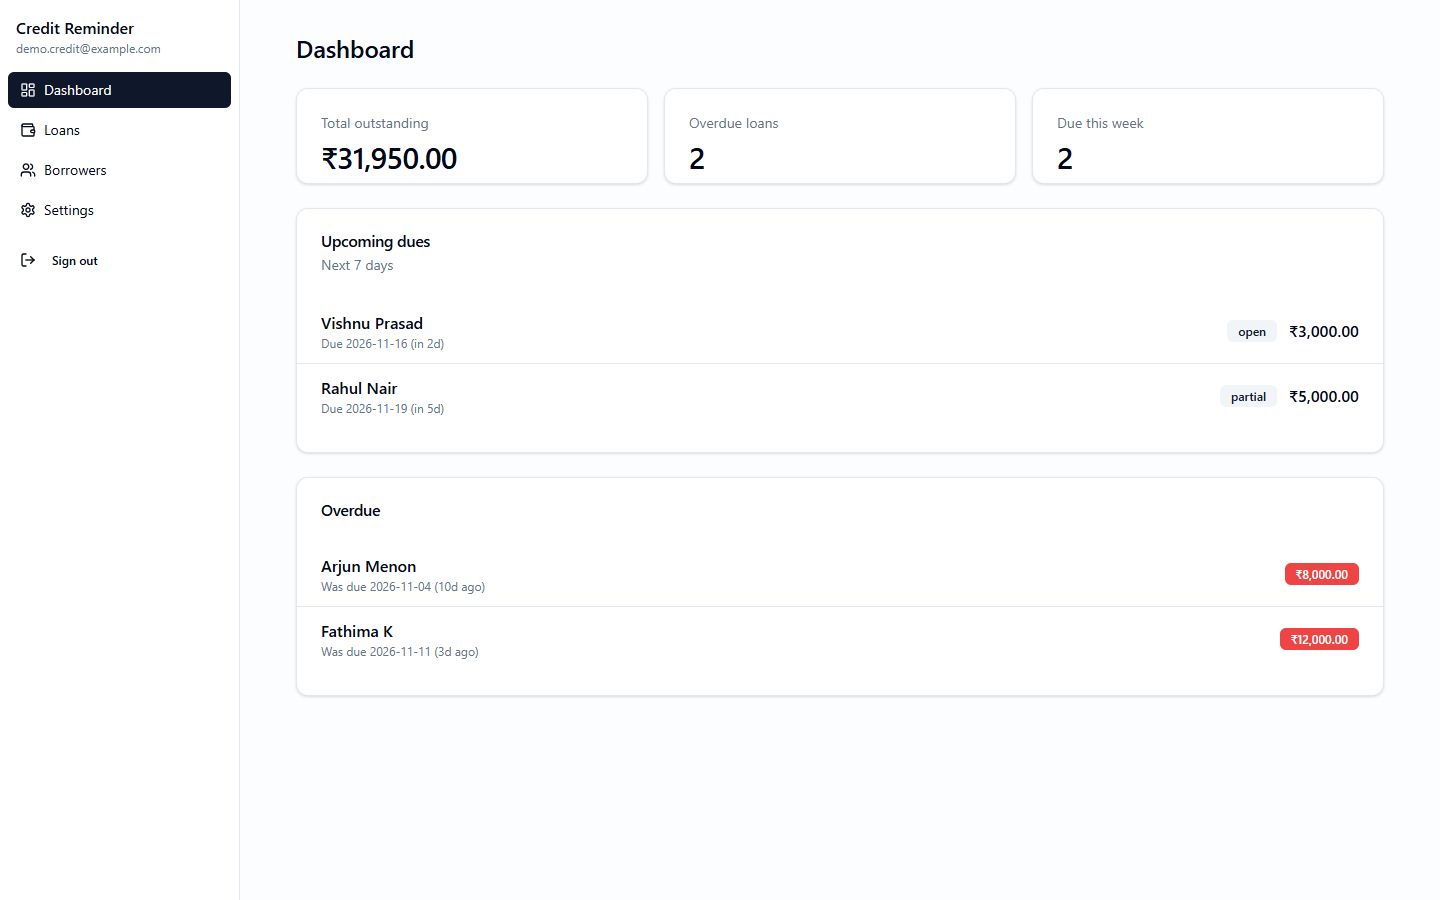 Credit Reminder
demo.credit@example.com
Dashboard
Loans
Borrowers
Settings
Sign out
Dashboard
Total outstanding
₹31,950.00
Overdue loans
2
Due this week
2
Upcoming dues
Next 7 days
Vishnu Prasad
Due 2026-11-16 (in 2d)
open ₹3,000.00
Rahul Nair
Due 2026-11-19 (in 5d)
partial ₹5,000.00
Overdue
Arjun Menon
Was due 2026-11-04 (10d ago)
₹8,000.00
Fathima K
Was due 2026-11-11 (3d ago)
₹12,000.00